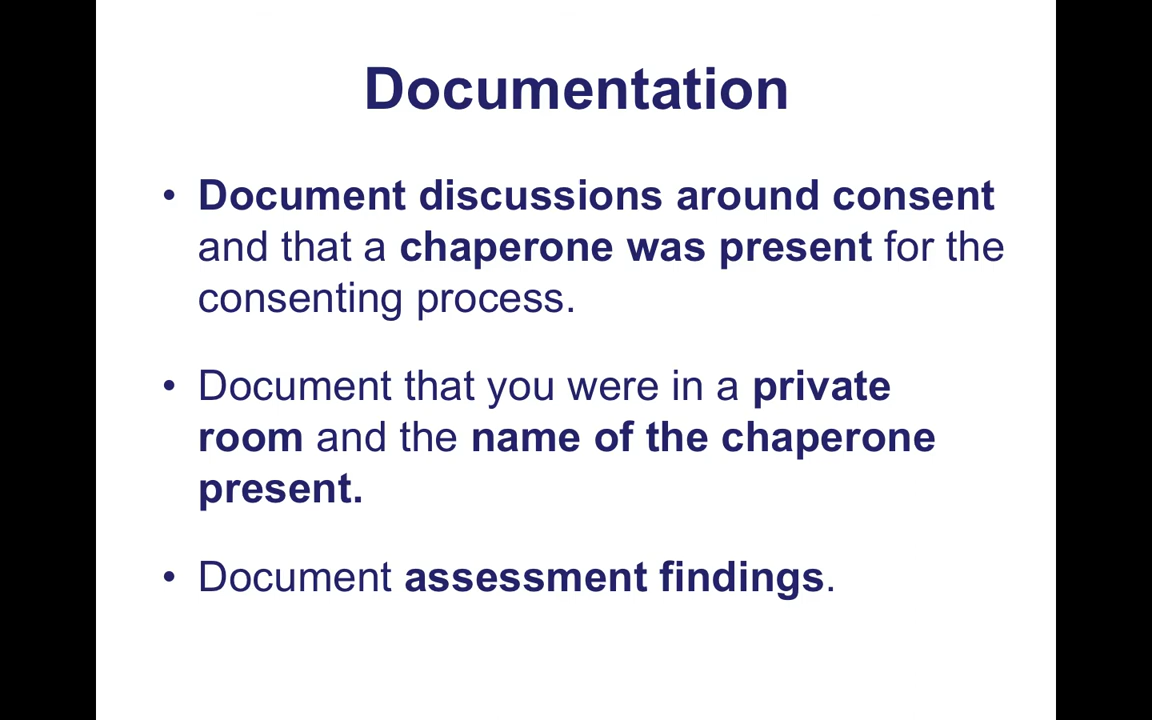 Documentation
• Document discussions around consent
and that a chaperone was present for the
consenting process.
• Document that you were in a private
room and the name of the chaperone
present.
• Document assessment findings.